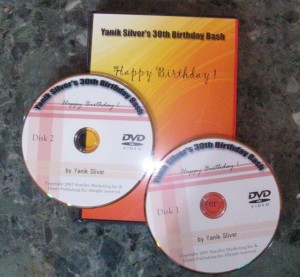 Yanik Silver's 30th Birthday Bash
Happy Birthday!
Yanik Silver's 30th Birthday Bash
Happy Birthday!
Disk 2
DVD
VIDEO
by Yanik Silver
Yanik Silver's 30th Birthday Bash
Happy Birthday!
Disk 1
DVD
VIDEO
by Yanik Silver